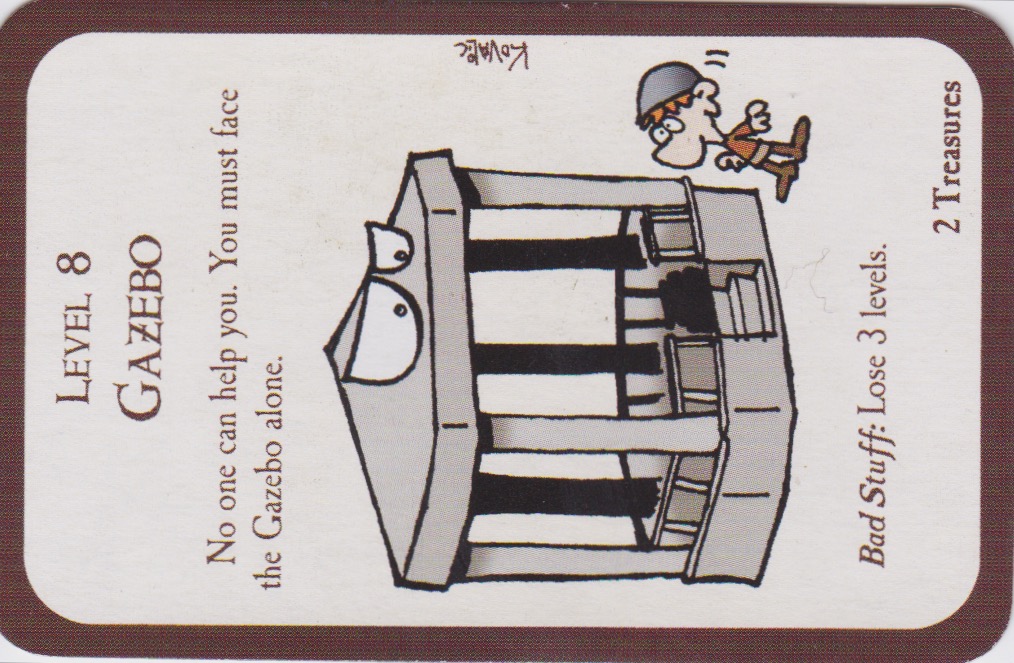 LEVEL 8
GAZEBO
No one can help you. You must face
the Gazebo alone.
KOVALIC
Bad Stuff: Lose 3 levels.
2 Treasures